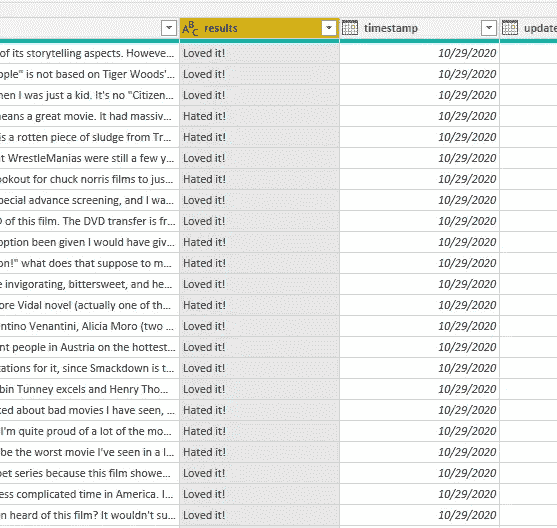 ABC results timestamp update
of its storytelling aspects. Howeve... Loved it! 10/29/2020
ople" is not based on Tiger Woods'... Loved it! 10/29/2020
hen I was just a kid. It's no "Citizen... Loved it! 10/29/2020
neans a great movie. It had massiv... Hated it! 10/29/2020
is a rotten piece of sludge from Tr... Hated it! 10/29/2020
at WrestleManias were still a few y... Loved it! 10/29/2020
ookout for chuck norris films to jus... Hated it! 10/29/2020
pecial advance screening, and I wa... Loved it! 10/29/2020
D of this film. The DVD transfer is fr... Loved it! 10/29/2020
option been given I would have giv... Hated it! 10/29/2020
on!" what does that suppose to m... Hated it! 10/29/2020
e invigorating, bittersweet, and he... Loved it! 10/29/2020
ore Vidal novel (actually one of th... Hated it! 10/29/2020
entino Venantini, Alicia Moro (two ... Loved it! 10/29/2020
nt people in Austria on the hottest... Loved it! 10/29/2020
cations for it, since Smackdown is t... Loved it! 10/29/2020
bin Tunney excels and Henry Tho... Loved it! 10/29/2020
ked about bad movies I have seen, ... Hated it! 10/29/2020
I'm quite proud of a lot of the mo... Hated it! 10/29/2020
be the worst movie I've seen in a l... Hated it! 10/29/2020
pet series because this film showe... Loved it! 10/29/2020
ess complicated time in America. I... Loved it! 10/29/2020
n heard of this film? It wouldn't su... Loved it! 10/29/2020